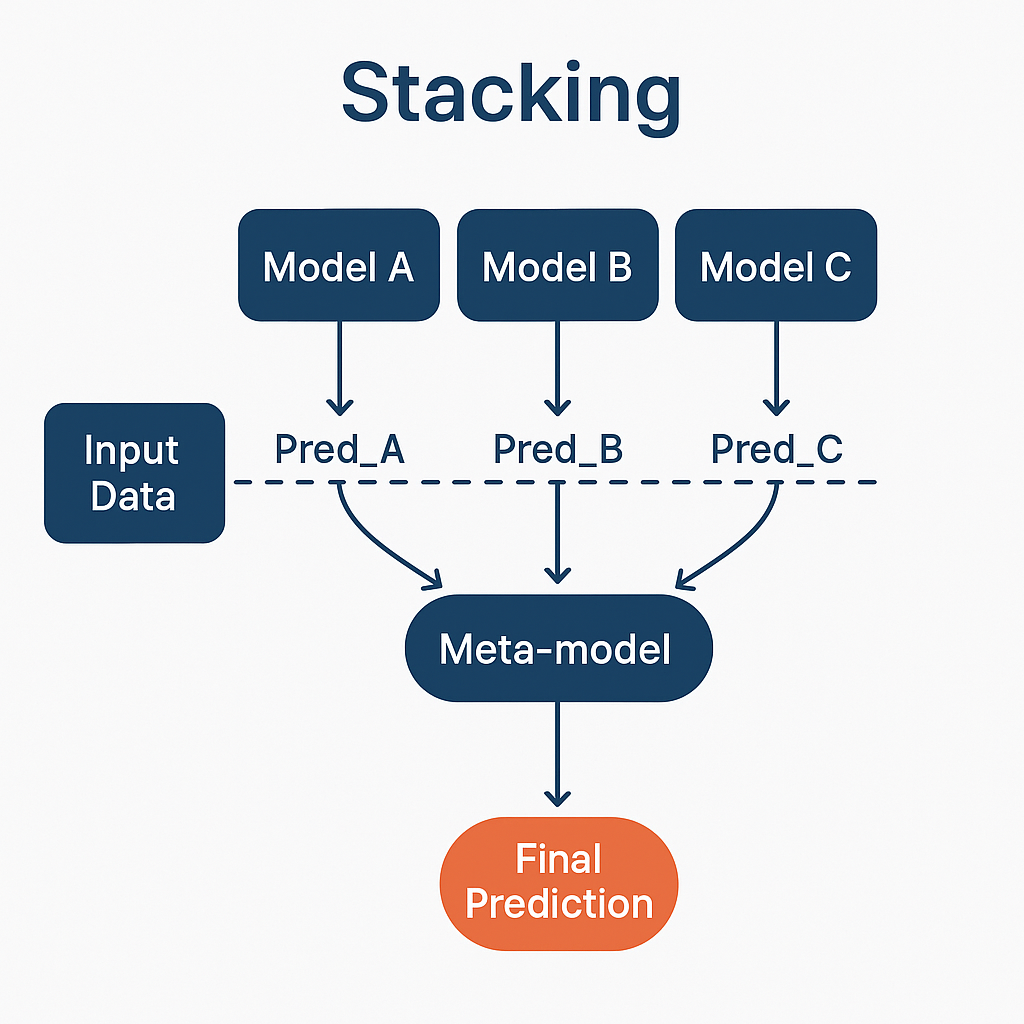 Stacking
Model A
Model B
Model C
Input
Data
Pred_A
Pred_B
Pred_C
Meta-model
Final
Prediction